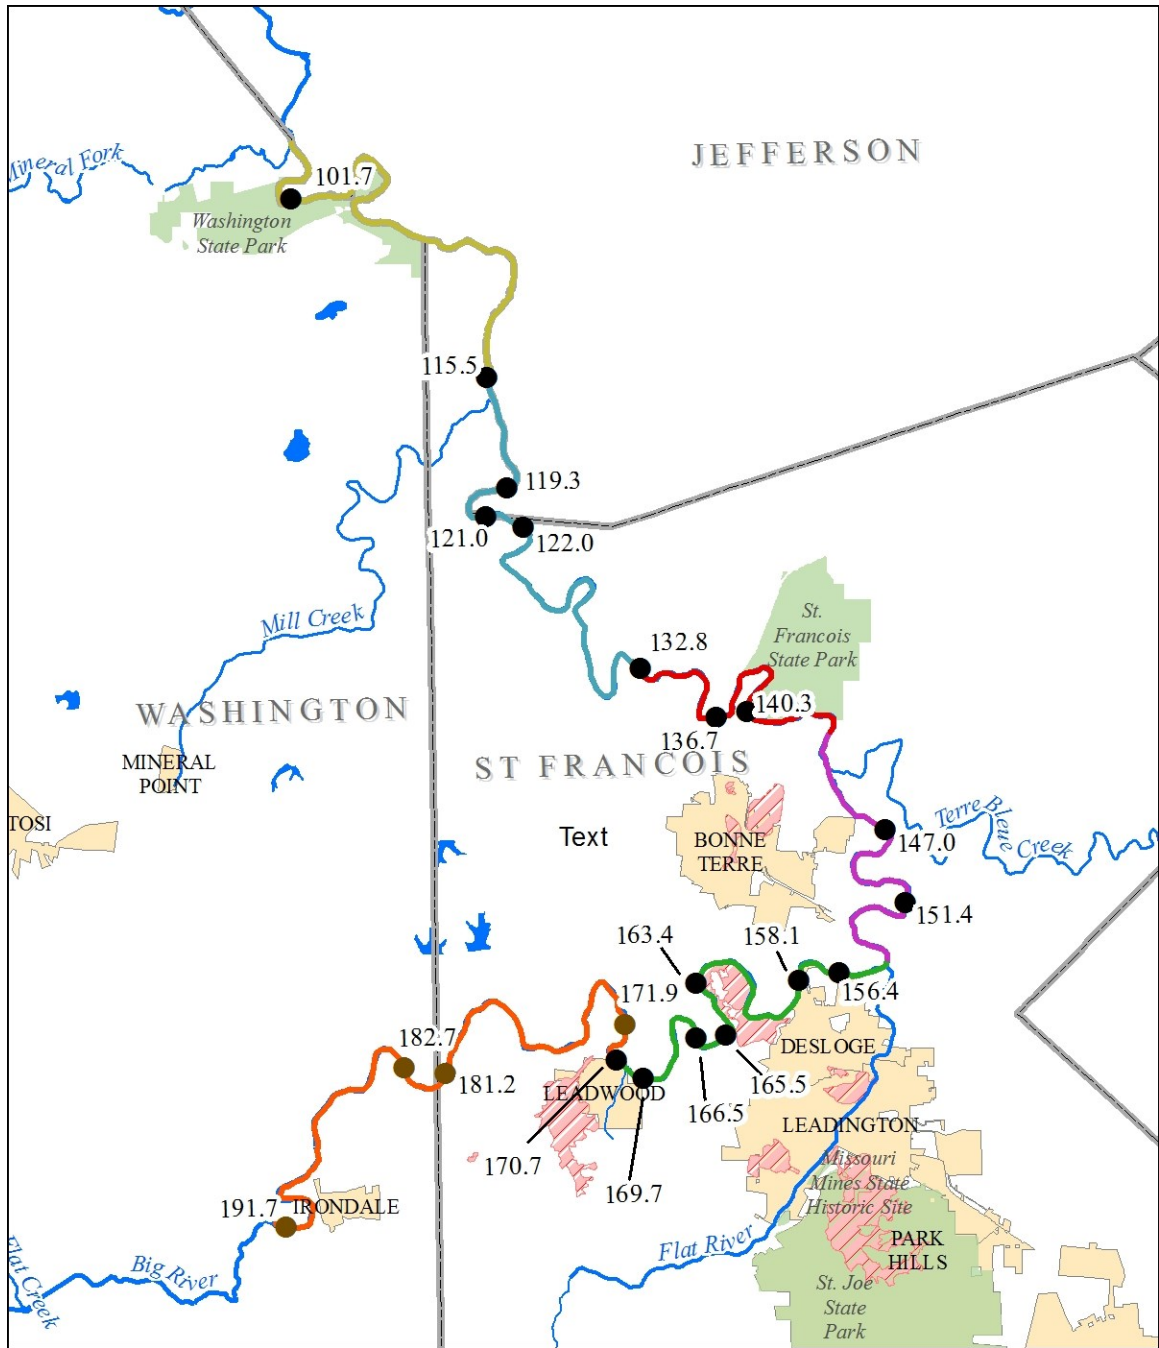 JEFFERSON
Mineral Fork
101.7
Washington
State Park
115.5
119.3
121.0
122.0
Mill Creek
132.8
St.
Francois
State Park
140.3
136.7
WASHINGTON
ST FRANCOIS
MINERAL
POINT
TOSI
Text
BONNE
TERRE
Terre Bleue
Creek
147.0
151.4
163.4
158.1
156.4
171.9
182.7
181.2
DESLOGE
LEADWOOD
165.5
166.5
LEADINGTON
170.7
169.7
Missouri
Mines State
Historic Site
191.7
IRONDALE
PARK
HILLS
Flat River
Big River
Flat Creek
St. Joe
State
Park